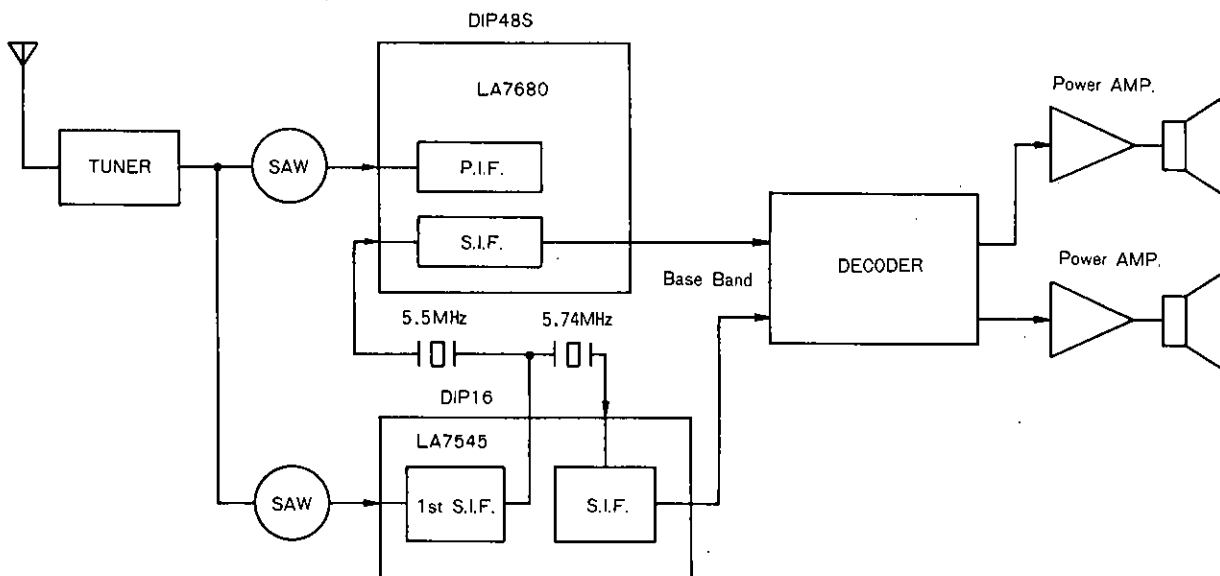 DIP48S
LA7680
Power AMP.
TUNER
SAW
P.I.F.
S.I.F.
DECODER
Base Band
Power AMP.
5.5MHz
5.74MHz
DIP16
LA7545
SAW
1st S.I.F.
S.I.F.